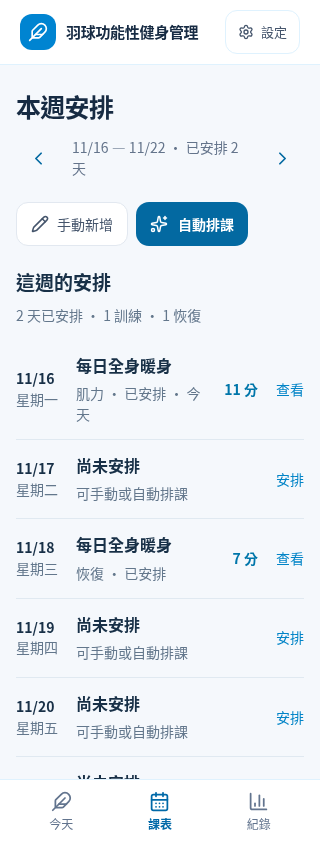 羽球功能性健身管理
設定
本週安排
11/16 — 11/22 • 已安排 2
天
手動新增
自動排課
這週的安排
2 天已安排 • 1 訓練 • 1 恢復
11/16
星期一
每日全身暖身
肌力 • 已安排 • 今
天
11 分
查看
11/17
星期二
尚未安排
可手動或自動排課
安排
11/18
星期三
每日全身暖身
恢復 • 已安排
7 分
查看
11/19
星期四
尚未安排
可手動或自動排課
安排
11/20
星期五
尚未安排
可手動或自動排課
安排
今天
課表
紀錄